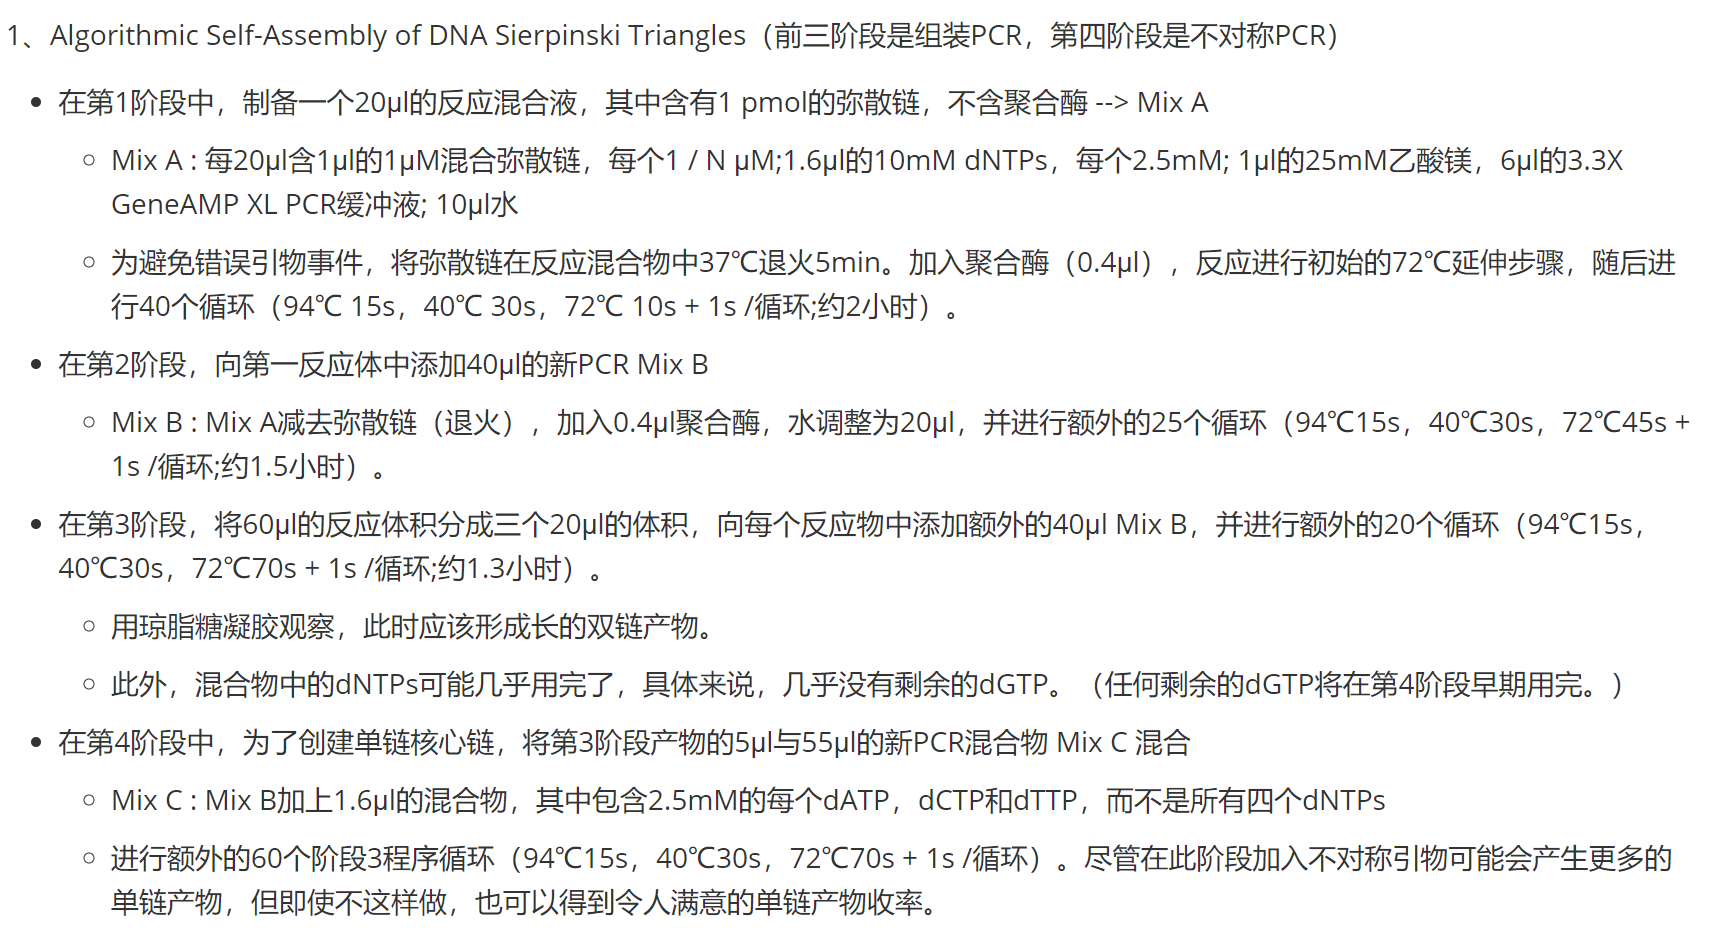 1、Algorithmic Self-Assembly of DNA Sierpinski Triangles（前三阶段是组装PCR，第四阶段是不对称PCR）
• 在第1阶段中，制备一个20μl的反应混合液，其中含有1 pmol的弥散链，不含聚合酶 --> Mix A
◦ Mix A : 每20μl含1μl的1μM混合弥散链，每个1 / N μM;1.6μl的10mM dNTPs，每个2.5mM; 1μl的25mM乙酸镁，6μl的3.3X
GeneAMP XL PCR缓冲液; 10μl水
◦ 为避免错误引物事件，将弥散链在反应混合物中37℃退火5min。加入聚合酶（0.4μl），反应进行初始的72℃延伸步骤，随后进
行40个循环（94℃ 15s，40℃ 30s，72℃ 10s + 1s /循环;约2小时）。
• 在第2阶段，向第一反应体中添加40μl的新PCR Mix B
◦ Mix B : Mix A减去弥散链（退火），加入0.4μl聚合酶，水调整为20μl，并进行额外的25个循环（94℃15s，40℃30s，72℃45s +
1s /循环;约1.5小时）。
• 在第3阶段，将60μl的反应体积分成三个20μl的体积，向每个反应物中添加额外的40μl Mix B，并进行额外的20个循环（94℃15s，
40℃30s，72℃70s + 1s /循环;约1.3小时）。
◦ 用琼脂糖凝胶观察，此时应该形成长的双链产物。
◦ 此外，混合物中的dNTPs可能几乎用完了，具体来说，几乎没有剩余的dGTP。（任何剩余的dGTP将在第4阶段早期用完。）
• 在第4阶段中，为了创建单链核心链，将第3阶段产物的5μl与55μl的新PCR混合物 Mix C 混合
◦ Mix C : Mix B加上1.6μl的混合物，其中包含2.5mM的每个dATP，dCTP和dTTP，而不是所有四个dNTPs
◦ 进行额外的60个阶段3程序循环（94℃15s，40℃30s，72℃70s + 1s /循环）。尽管在此阶段加入不对称引物可能会产生更多的
单链产物，但即使不这样做，也可以得到令人满意的单链产物收率。